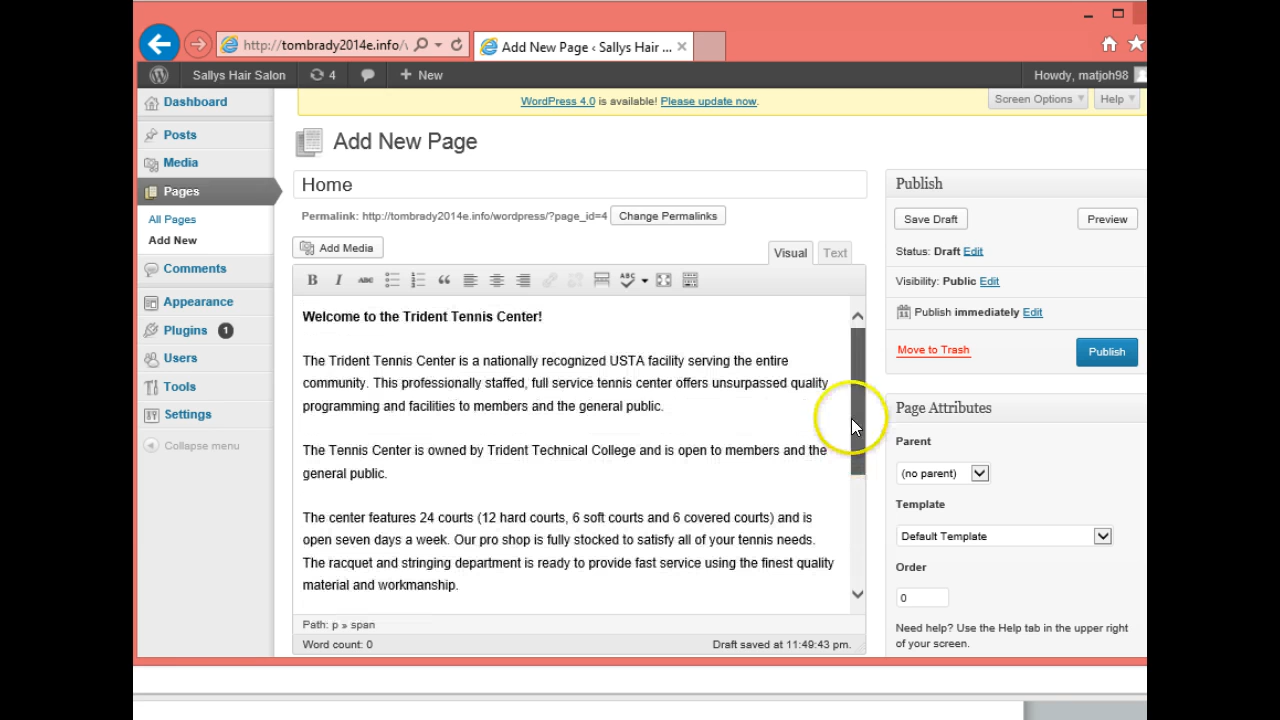 http://tombrady2014e.info/\
Add New Page ‹ Sallys Hair ...
Sallys Hair Salon
4
New
Howdy, matjoh98
WordPress 4.0 is available! Please update now.
Screen Options
Help
Dashboard
Posts
Media
Pages
All Pages
Add New
Comments
Appearance
Plugins 1
Users
Tools
Settings
Collapse menu
Add New Page
Home
Permalink: http://tombrady2014e.info/wordpress/?page_id=4 Change Permalinks
Add Media
Visual
Text
B I ABC ABC
Welcome to the Trident Tennis Center!
The Trident Tennis Center is a nationally recognized USTA facility serving the entire
community. This professionally staffed, full service tennis center offers unsurpassed quality
programming and facilities to members and the general public.
The Tennis Center is owned by Trident Technical College and is open to members and the
general public.
The center features 24 courts (12 hard courts, 6 soft courts and 6 covered courts) and is
open seven days a week. Our pro shop is fully stocked to satisfy all of your tennis needs.
The racquet and stringing department is ready to provide fast service using the finest quality
material and workmanship.
Path: p » span
Word count: 0
Draft saved at 11:49:43 pm.
Publish
Save Draft
Preview
Status: Draft Edit
Visibility: Public Edit
Publish immediately Edit
Move to Trash
Publish
Page Attributes
Parent
(no parent)
Template
Default Template
Order
0
Need help? Use the Help tab in the upper right
of your screen.